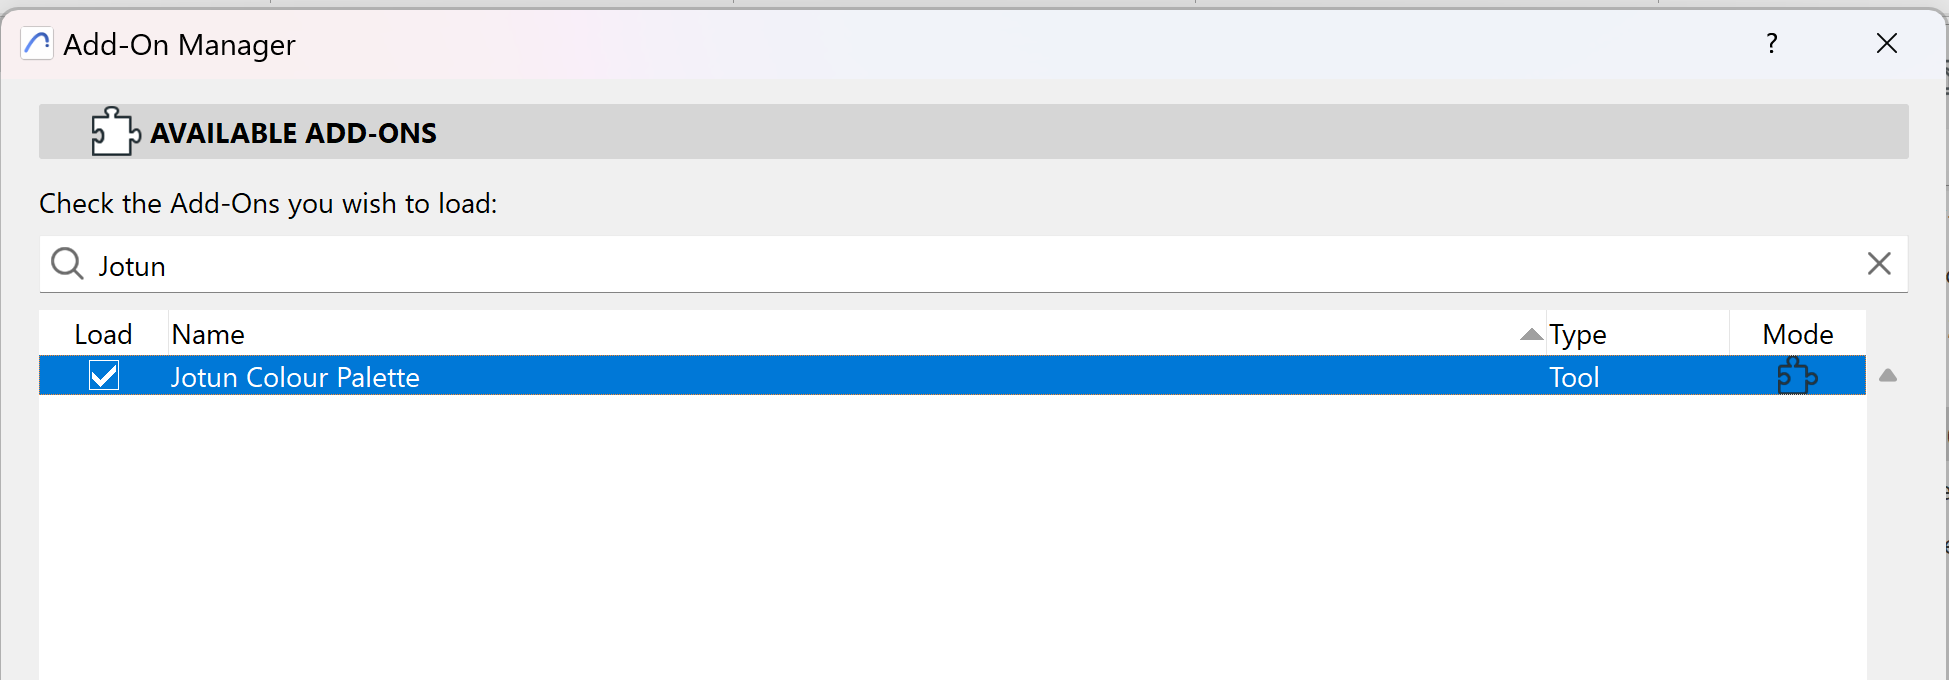 Add-On Manager ?
AVAILABLE ADD-ONS
Check the Add-Ons you wish to load:
Jotun
Load Name Type Mode
Jotun Colour Palette Tool